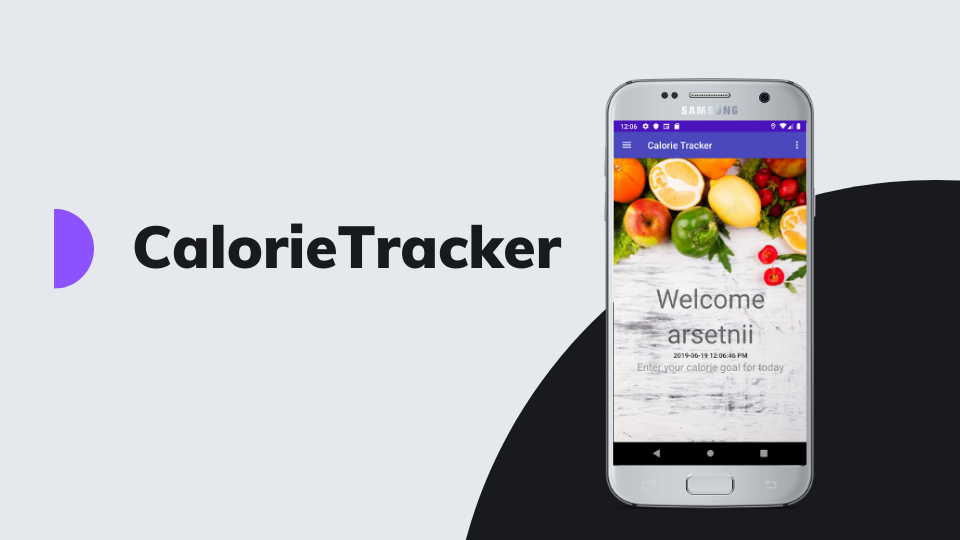 CalorieTracker
SAMSUNG
12:06
Calorie Tracker
Welcome
arsetnii
2019-06-19 12:06:46 PM
Enter your calorie goal for today